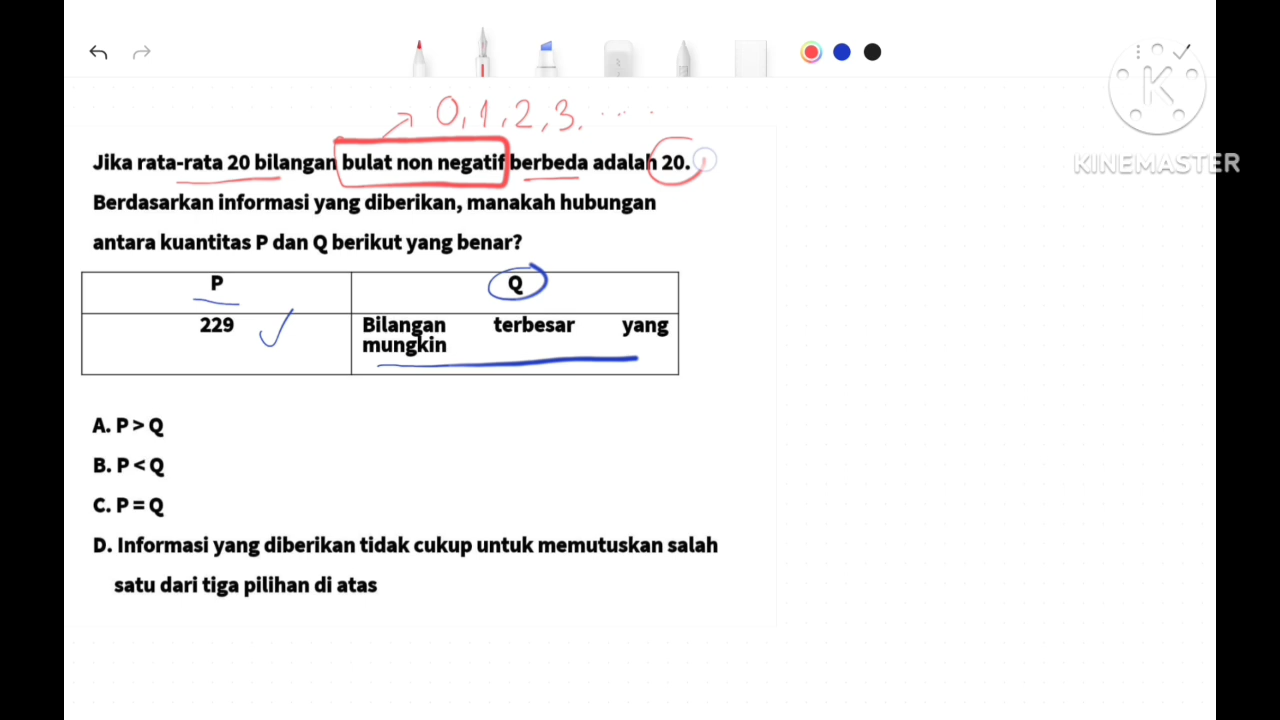 0, 1, 2, 3, .....
K
KINEMASTER
Jika rata-rata 20 bilangan bulat non negatif berbeda adalah 20.
Berdasarkan informasi yang diberikan, manakah hubungan
antara kuantitas P dan Q berikut yang benar?
P Q
229 Bilangan terbesar yang
mungkin
A. P > Q
B. P < Q
C. P = Q
D. Informasi yang diberikan tidak cukup untuk memutuskan salah
satu dari tiga pilihan di atas